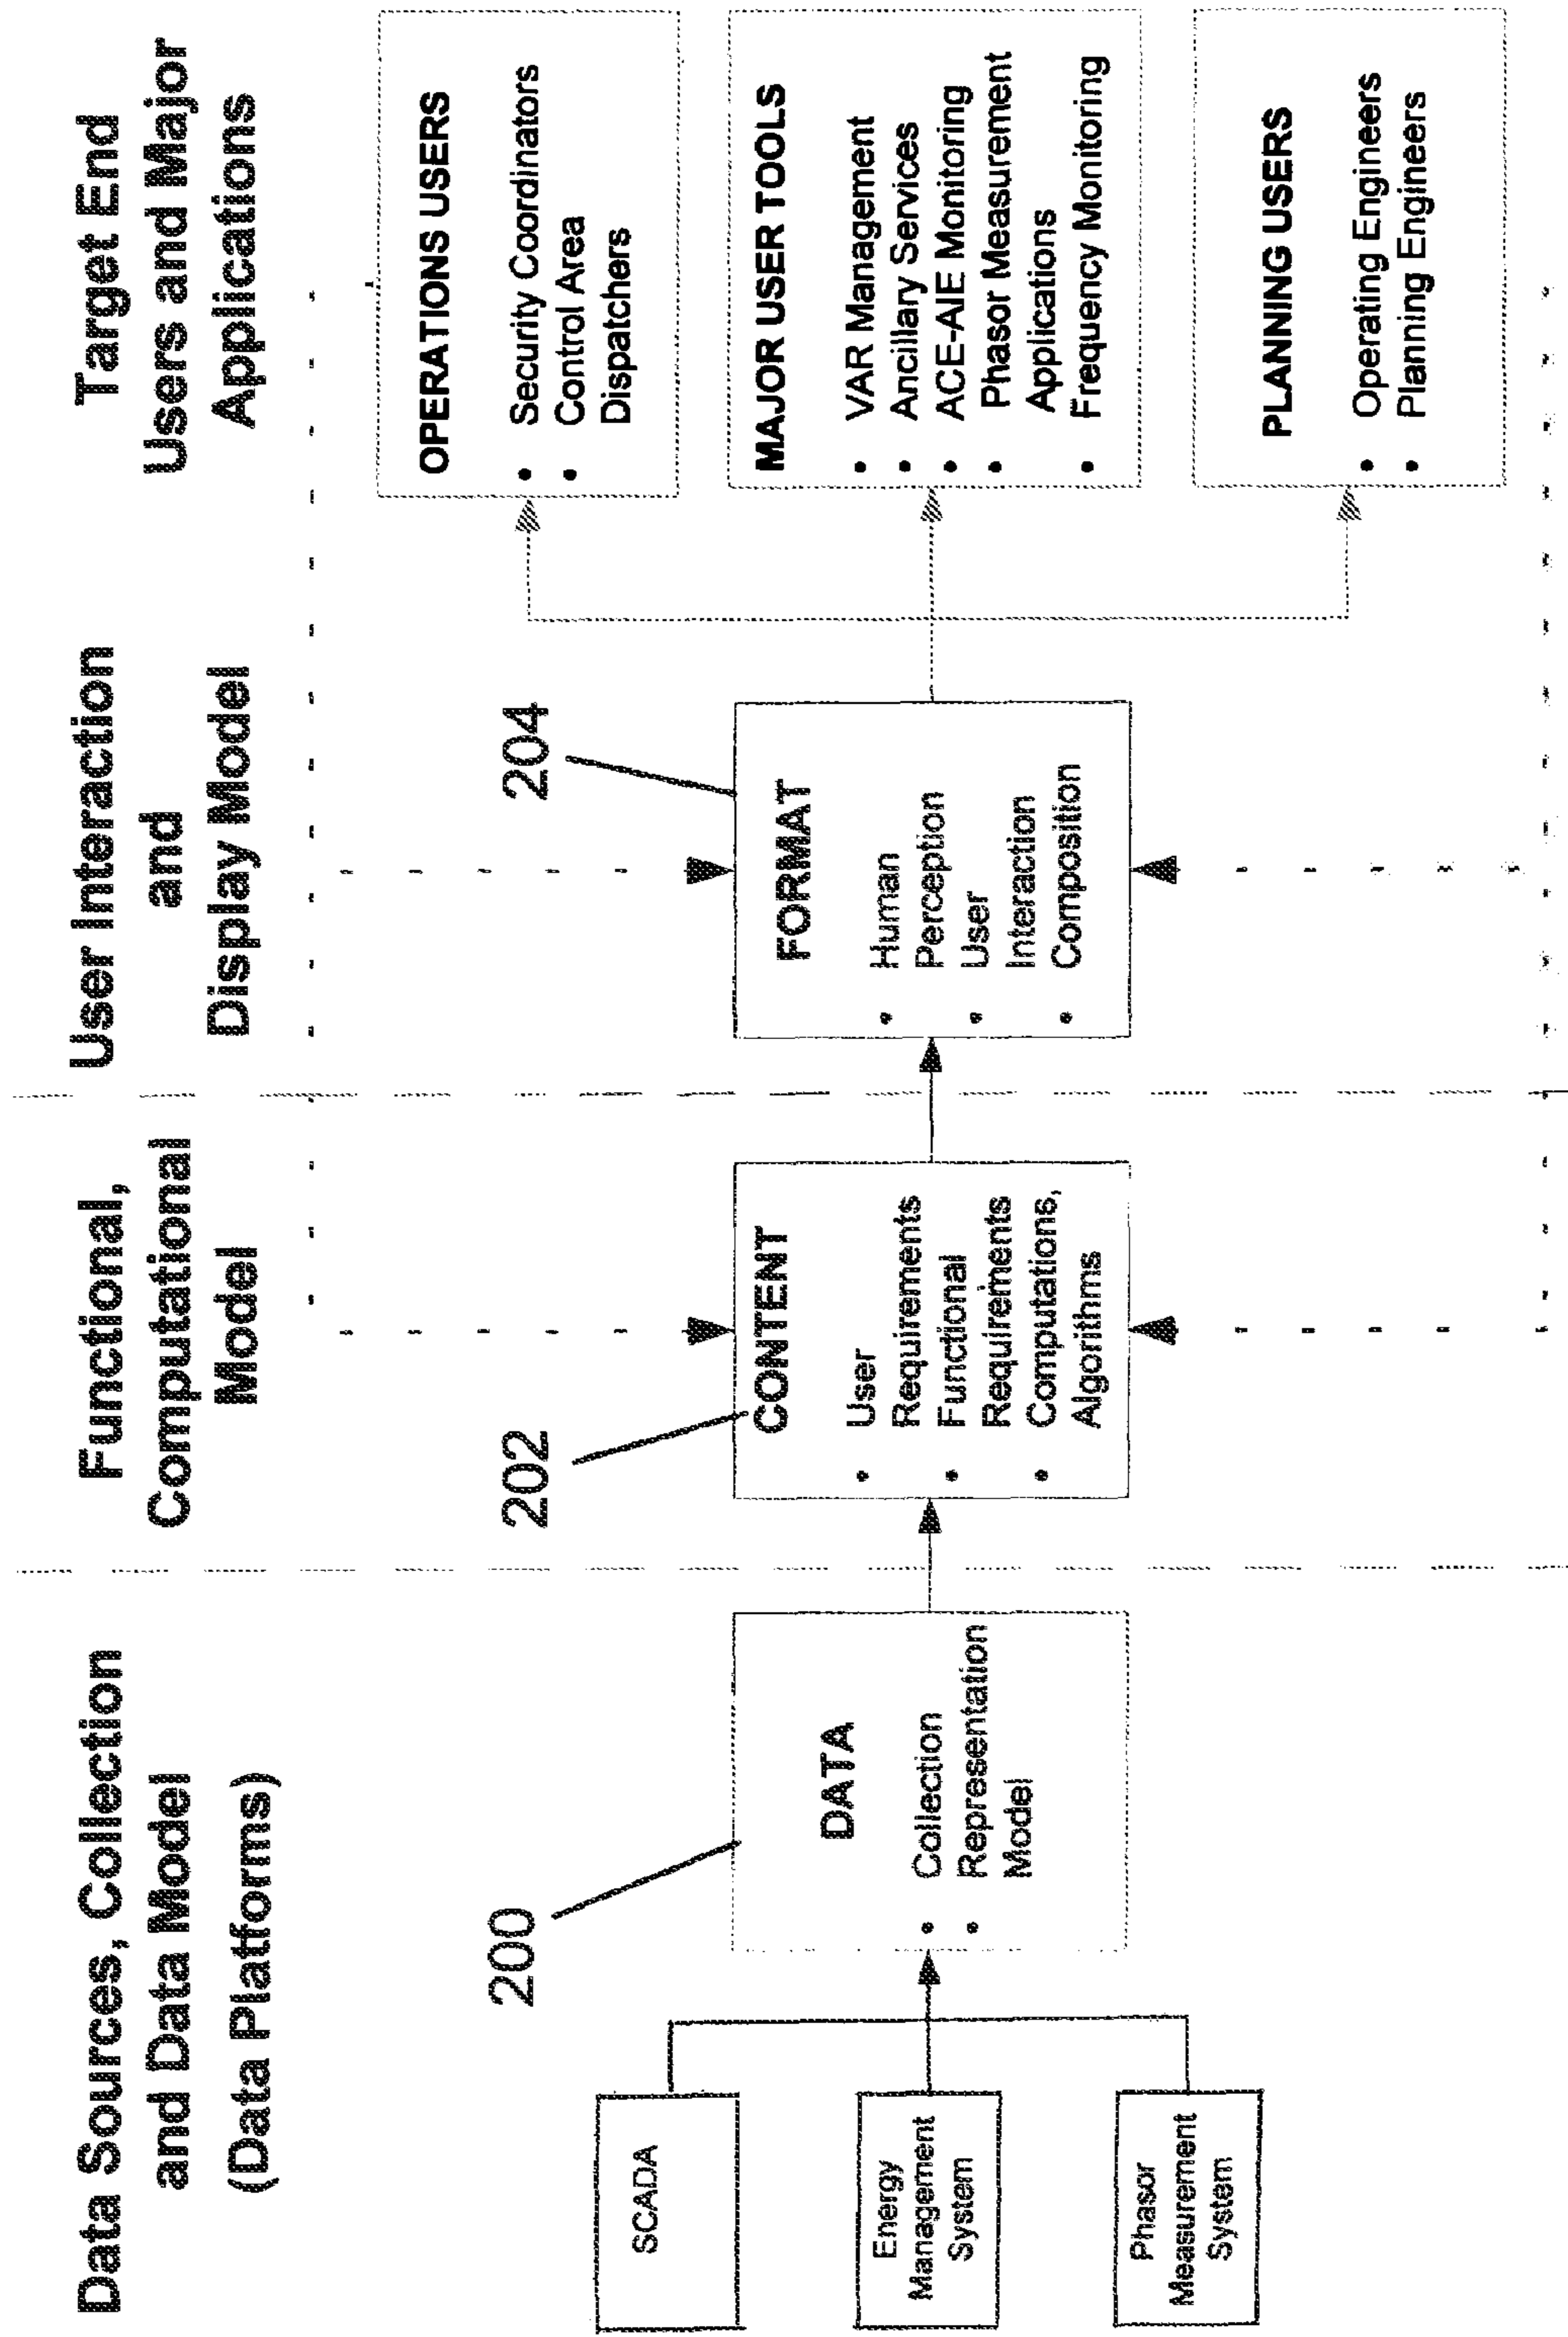 Data Sources, Collection
and Data Model
(Data Platforms)
Functional,
Computational
Model
User Interaction
and
Display Model
Target End
Users and Major
Applications
SCADA
Energy
Management
System
Phasor
Measurement
System
200
DATA
• Collection
• Representation
Model
202
CONTENT
• User
Requirements
• Functional
Requirements
• Computations,
Algorithms
204
FORMAT
• Human
Perception
• User
Interaction
• Composition
OPERATIONS USERS
• Security Coordinators
• Control Area
Dispatchers
MAJOR USER TOOLS
• VAR Management
• Ancillary Services
• ACE-AIE Monitoring
• Phasor Measurement
Applications
• Frequency Monitoring
PLANNING USERS
• Operating Engineers
• Planning Engineers